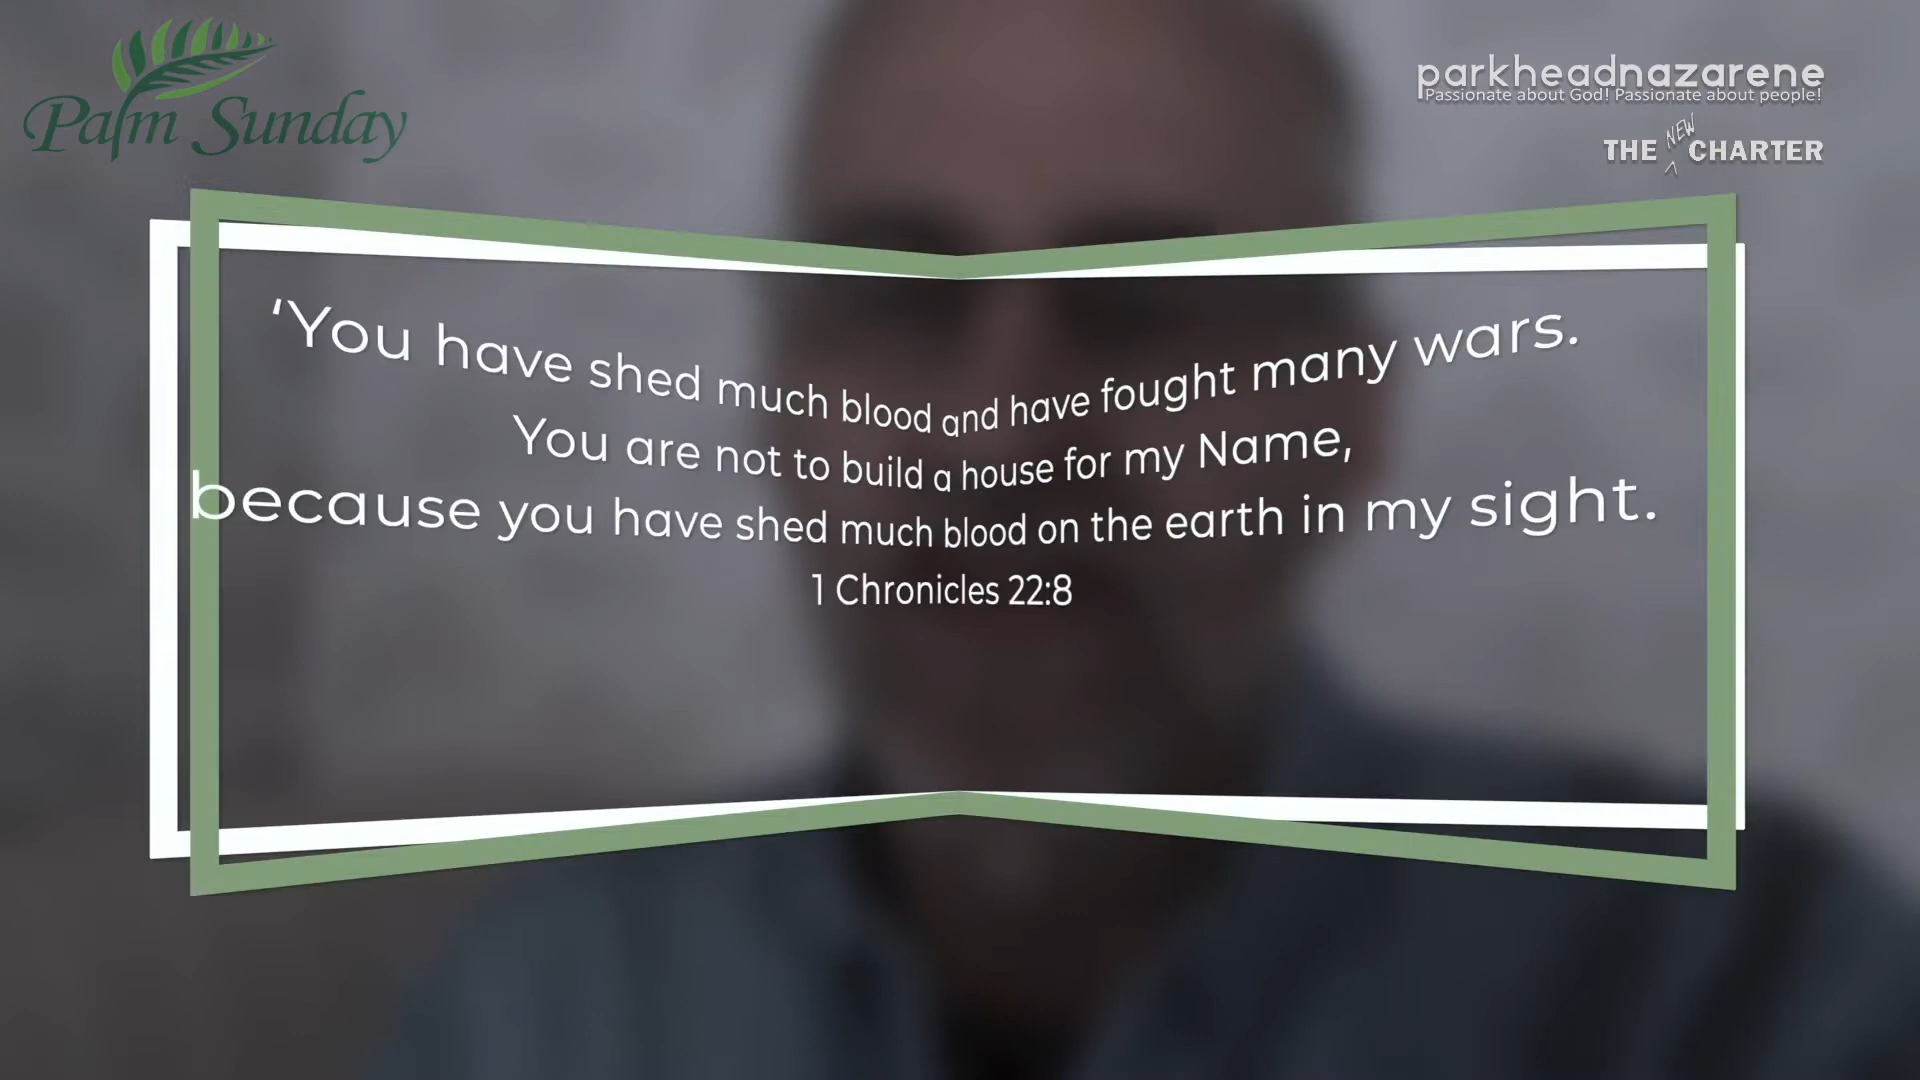 Palm Sunday
parkheadnazarene
Passionate about God! Passionate about people!
THE NEW CHARTER
'You have shed much blood and have fought many wars.
You are not to build a house for my Name,
because you have shed much blood on the earth in my sight.
1 Chronicles 22:8